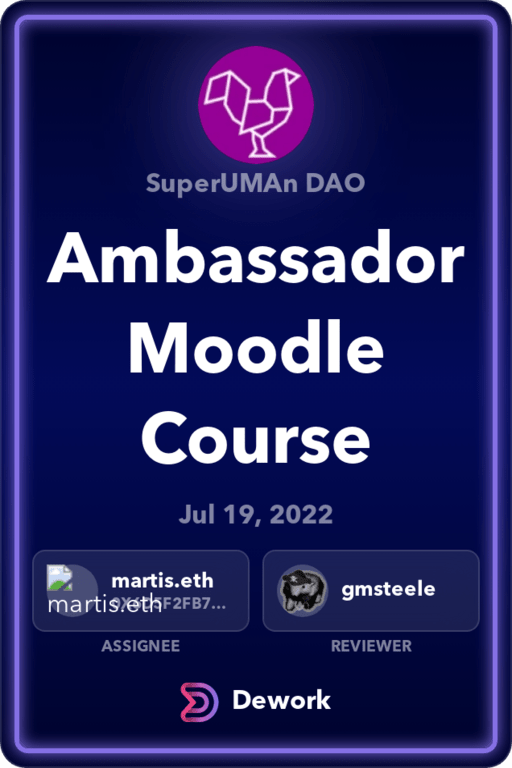 SuperUMAn DAO
Ambassador
Moodle
Course
Jul 19, 2022
martis.eth
martis.eth
gmsteele
ASSIGNEE
REVIEWER
Dework